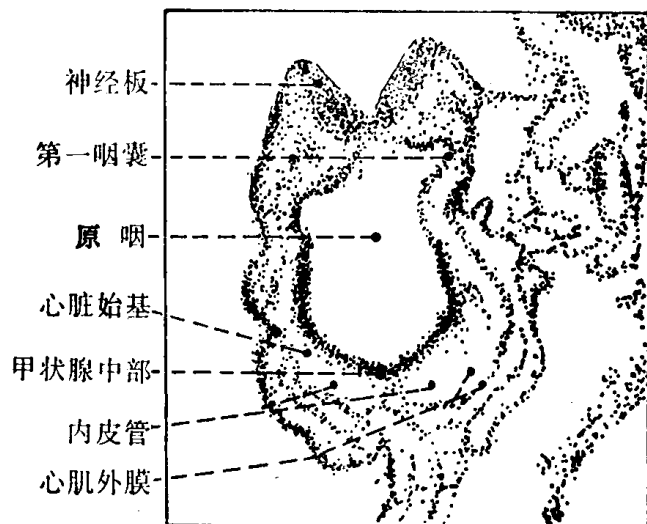 神经板
第一咽囊
原 咽
心脏始基
甲状腺中部
内皮管
心肌外膜